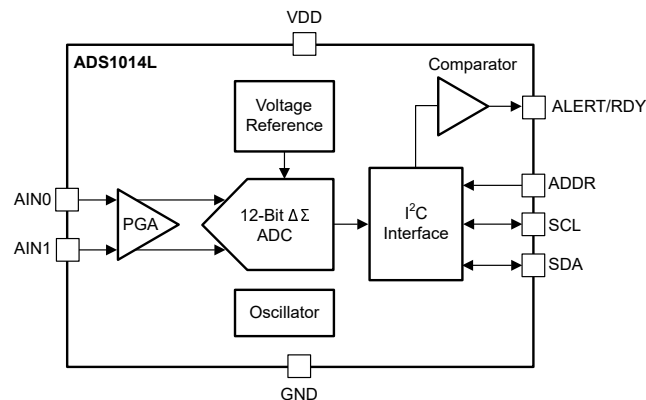 VDD
ADS1014L
Comparator
Voltage
Reference
ALERT/RDY
AIN0
PGA
AIN1
12-Bit ΔΣ
ADC
I²C
Interface
ADDR
SCL
SDA
Oscillator
GND